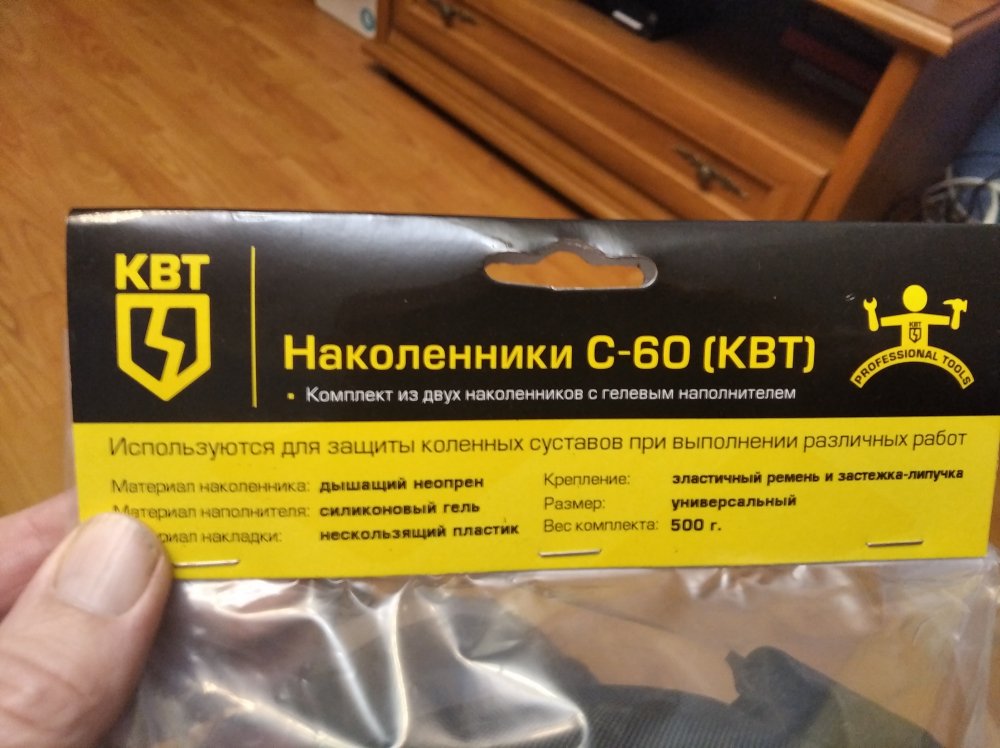 КВТ
Наколенники С-60 (КВТ)
• Комплект из двух наколенников с гелевым наполнителем
КВТ
PROFESSIONAL TOOLS
Используются для защиты коленных суставов при выполнении различных работ
Материал наколенника: дышащий неопрен
Материал наполнителя: силиконовый гель
накладки: нескользящий пластик
Крепление: эластичный ремень и застежка-липучка
Размер: универсальный
Вес комплекта: 500 г.